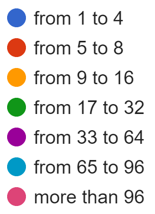 from 1 to 4
from 5 to 8
from 9 to 16
from 17 to 32
from 33 to 64
from 65 to 96
more than 96